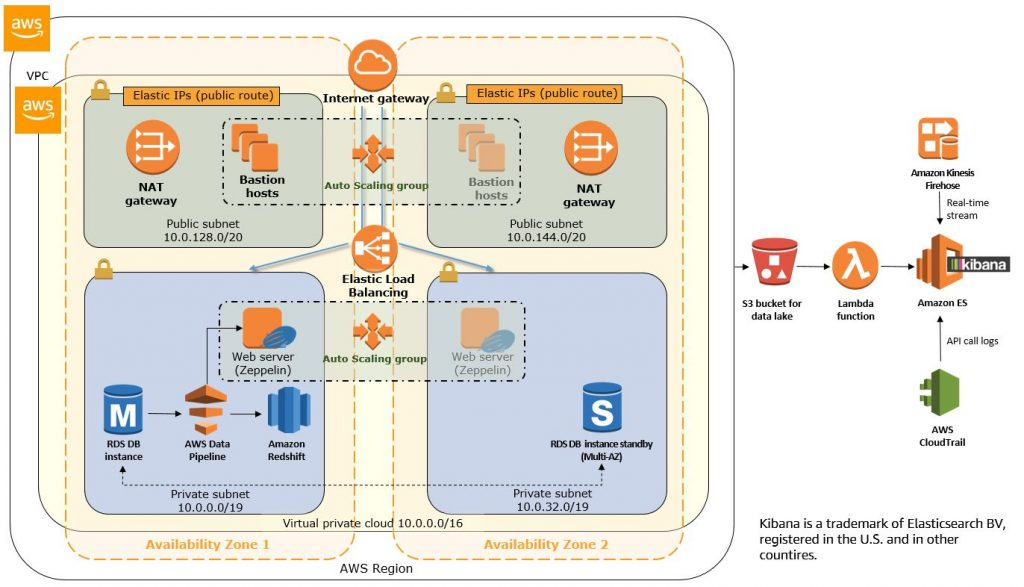 aws
VPC
aws
Internet gateway
Elastic IPs (public route)
Elastic IPs (public route)
NAT
gateway
Bastion
hosts
Auto Scaling group
Bastion
hosts
NAT
gateway
Public subnet
10.0.128.0/20
Public subnet
10.0.144.0/20
Elastic Load
Balancing
Web server
(Zeppelin)
Auto Scaling group
Web server
(Zeppelin)
M
RDS DB
instance
AWS Data
Pipeline
Amazon
Redshift
S
RDS DB instance standby
(Multi-AZ)
Private subnet
10.0.0.0/19
Private subnet
10.0.32.0/19
Virtual private cloud 10.0.0.0/16
Availability Zone 1
Availability Zone 2
AWS Region
S3 bucket for
data lake
Lambda
function
Amazon Kinesis
Firehose
Real-time
stream
kibana
Amazon ES
API call logs
AWS
CloudTrail
Kibana is a trademark of Elasticsearch BV,
registered in the U.S. and in other
countires.